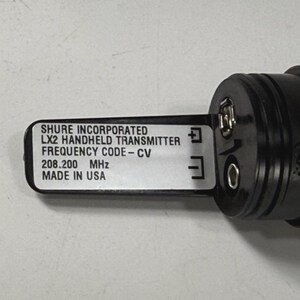 SHURE INCORPORATED
LX2 HANDHELD TRANSMITTER
FREQUENCY CODE - CV
208.200 MHz
MADE IN USA